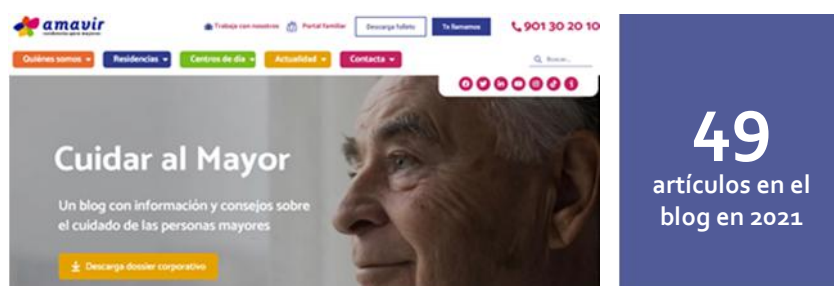 amavir
residencias para mayores
Trabaja con nosotros
Portal Familiar
Descarga folleto
Te llamamos
901 30 20 10
Quiénes somos
Residencias
Centros de día
Actualidad
Contacta
Buscar...
Cuidar al Mayor
Un blog con información y consejos sobre
el cuidado de las personas mayores
Descarga dossier corporativo
49
artículos en el
blog en 2021